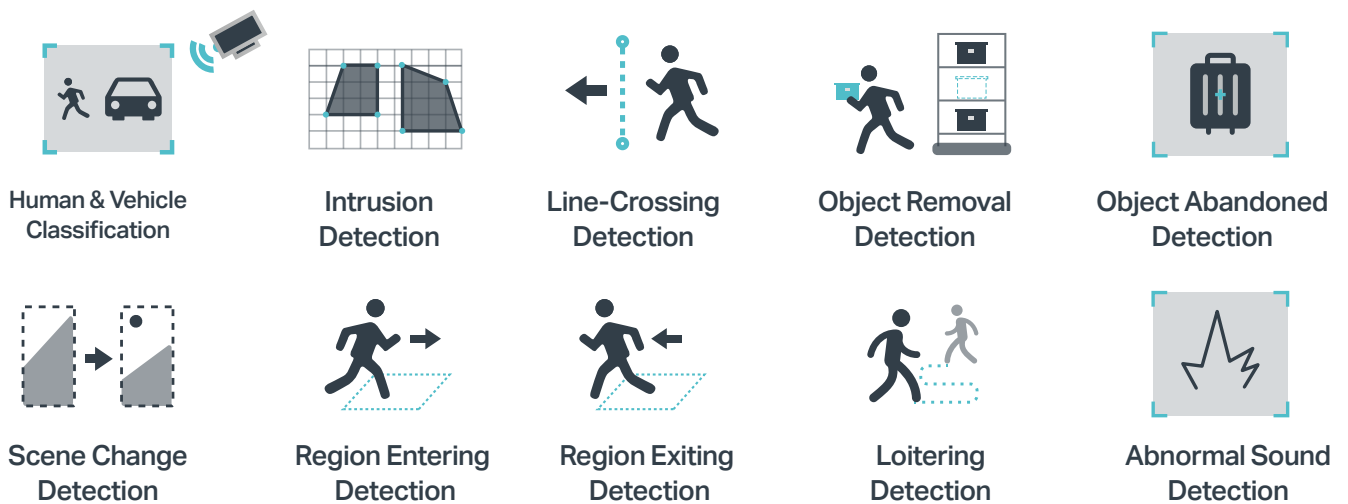 Human & Vehicle
Classification
Intrusion
Detection
Line-Crossing
Detection
Object Removal
Detection
Object Abandoned
Detection
Scene Change
Detection
Region Entering
Detection
Region Exiting
Detection
Loitering
Detection
Abnormal Sound
Detection